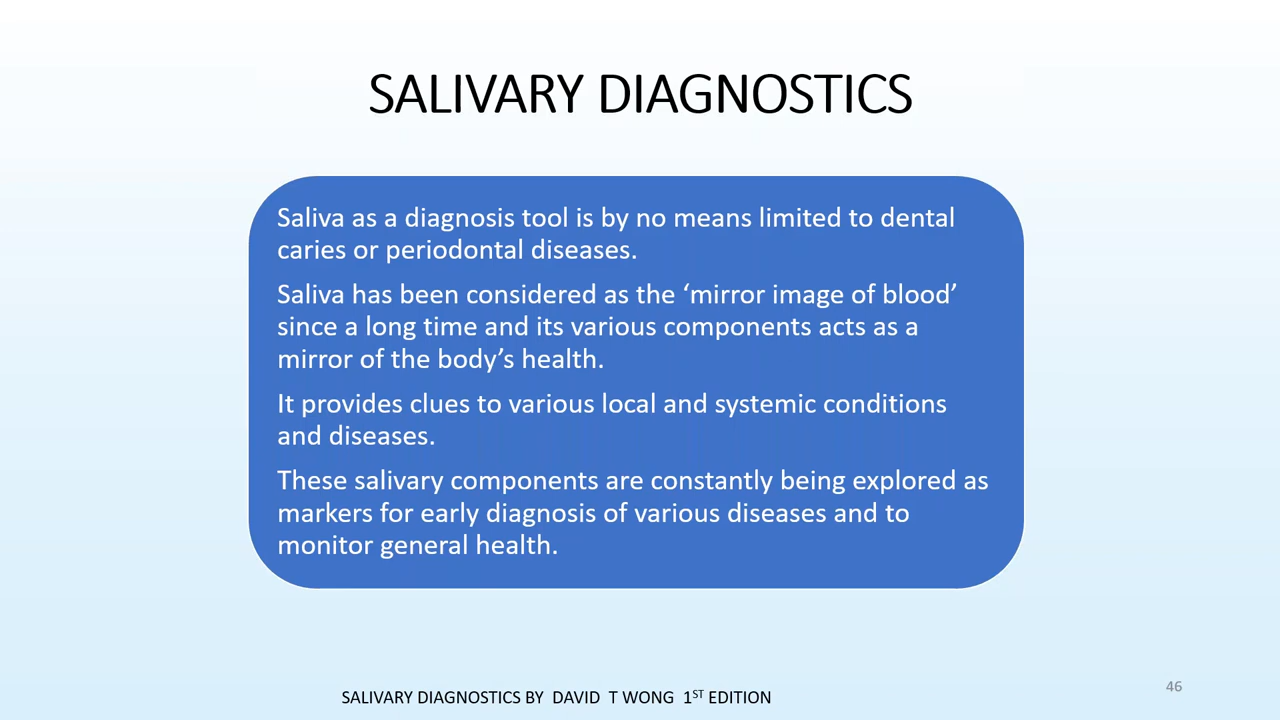 SALIVARY DIAGNOSTICS
Saliva as a diagnosis tool is by no means limited to dental
caries or periodontal diseases.
Saliva has been considered as the ‘mirror image of blood’
since a long time and its various components acts as a
mirror of the body’s health.
It provides clues to various local and systemic conditions
and diseases.
These salivary components are constantly being explored as
markers for early diagnosis of various diseases and to
monitor general health.
SALIVARY DIAGNOSTICS BY DAVID T WONG 1ST EDITION
46